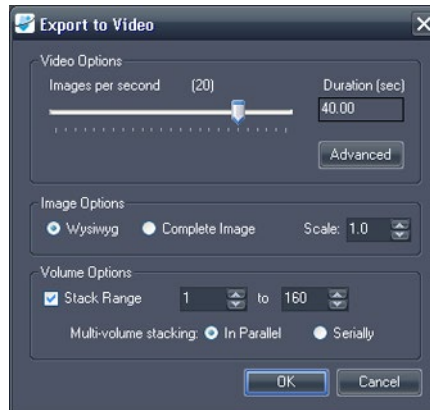 Export to Video
Video Options
Images per second (20) Duration (sec)
40.00
Advanced
Image Options
Wysiwyg Complete Image Scale: 1.0
Volume Options
Stack Range 1 to 160
Multi-volume stacking: In Parallel Serially
OK Cancel